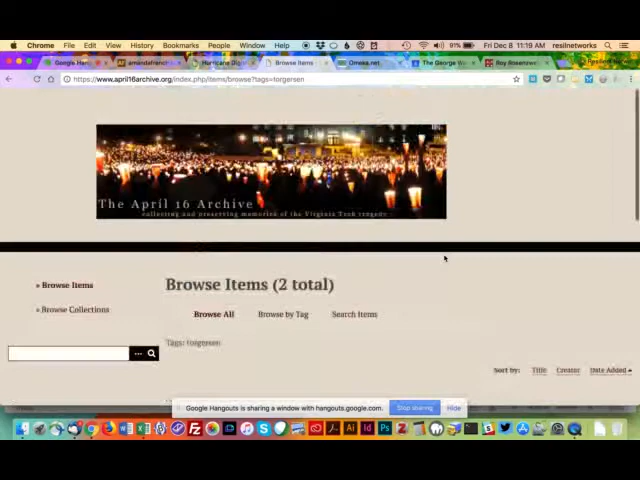 Chrome File Edit View History Bookmarks People Window Help 91% Fri Dec 8 11:19 AM resilnetworks
Google Hang amandafrench Hurricane Digi Browse Items Omeka.net The George W Roy Rosenzw
https://www.april16archive.org/index.php/items/browse?tags=torgersen
The April 16 Archive
collecting and preserving memories of the Virginia Tech tragedy
» Browse Items
» Browse Collections
Browse Items (2 total)
Browse All Browse by Tag Search Items
Tags: torgersen
Sort by: Title Creator Date Added
Google Hangouts is sharing a window with hangouts.google.com. Stop sharing Hide